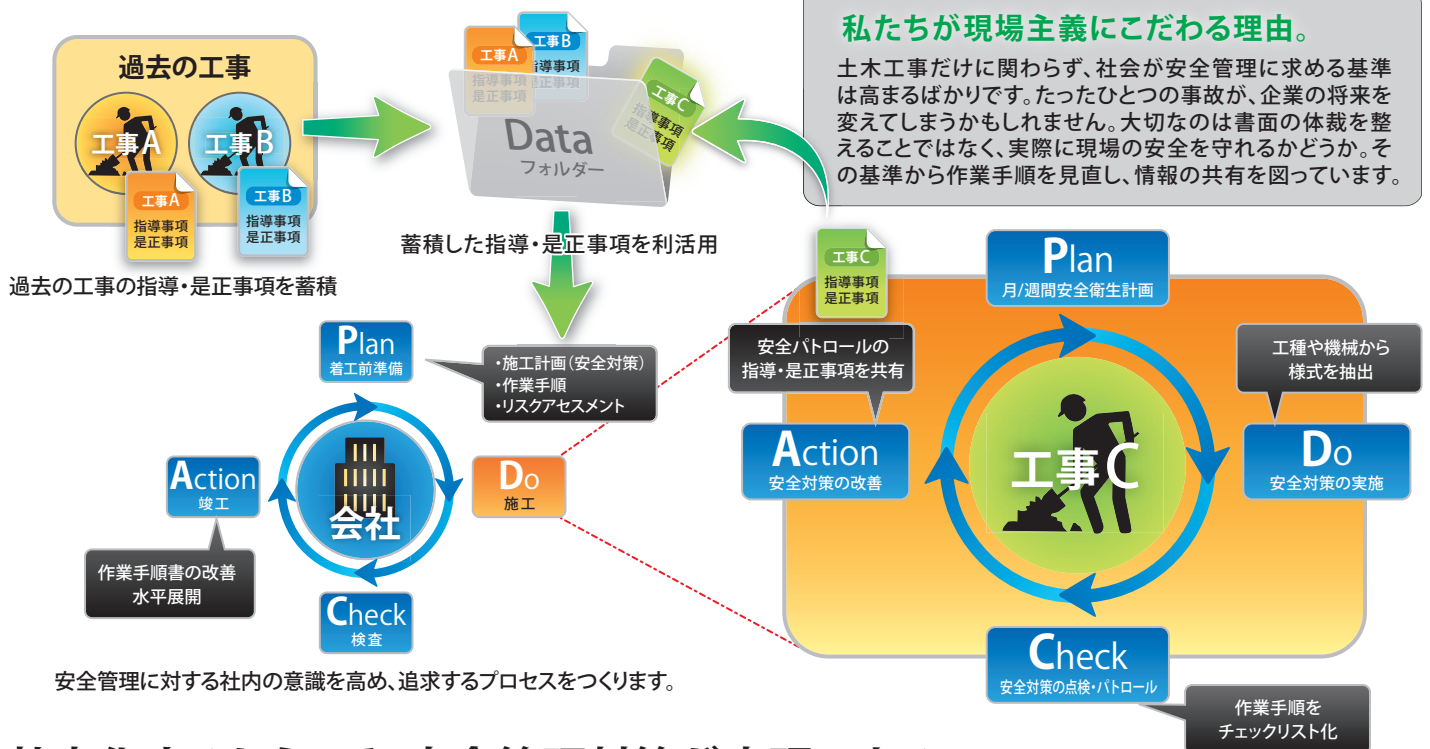 過去の工事
工事A
工事B
工事A
指導事項
是正事項
工事B
指導事項
是正事項
過去の工事の指導・是正事項を蓄積
工事A
指導事項
是正事項
工事B
指導事項
是正事項
工事C
指導事項
是正事項
Data
フォルダー
蓄積した指導・是正事項を利活用
私たちが現場主義にこだわる理由。
土木工事だけに関わらず、社会が安全管理に求める基準
は高まるばかりです。たったひとつの事故が、企業の将来を
変えてしまうかもしれません。大切なのは書面の体裁を整
えることではなく、実際に現場の安全を守れるかどうか。そ
の基準から作業手順を見直し、情報の共有を図っています。
Plan
着工前準備
・施工計画(安全対策)
・作業手順
・リスクアセスメント
Do
施工
Check
検査
Action
竣工
作業手順書の改善
水平展開
会社
安全管理に対する社内の意識を高め、追求するプロセスをつくります。
工事C
指導事項
是正事項
Plan
月/週間安全衛生計画
工種や機械から
様式を抽出
Do
安全対策の実施
Check
安全対策の点検・パトロール
作業手順を
チェックリスト化
安全パトロールの
指導・是正事項を共有
Action
安全対策の改善
工事C